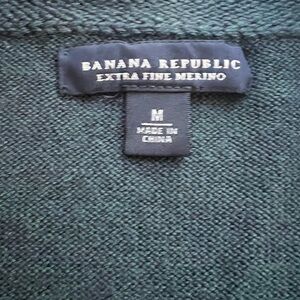 BANANA REPUBLIC
EXTRA FINE MERINO
M
MADE IN
CHINA